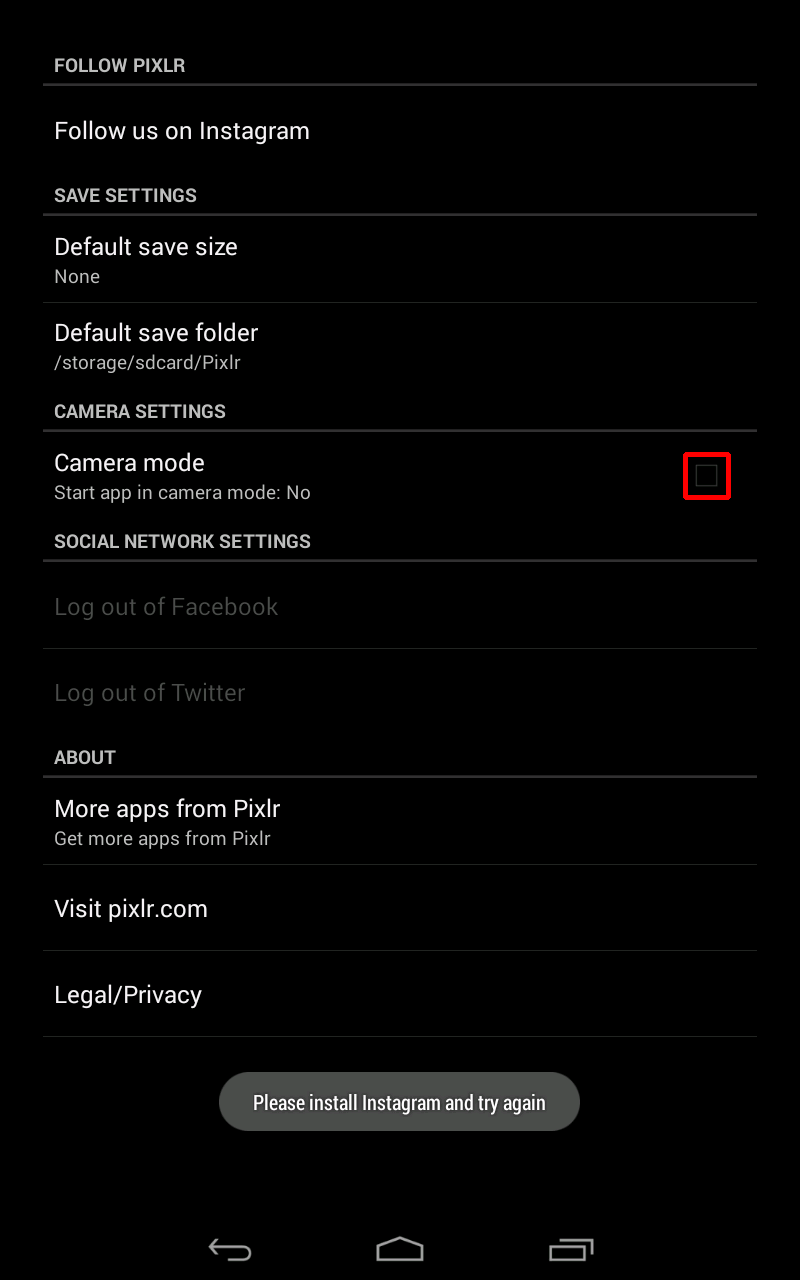 FOLLOW PIXLR
Follow us on Instagram
SAVE SETTINGS
Default save size
None
Default save folder
/storage/sdcard/Pixlr
CAMERA SETTINGS
Camera mode
Start app in camera mode: No
SOCIAL NETWORK SETTINGS
Log out of Facebook
Log out of Twitter
ABOUT
More apps from Pixlr
Get more apps from Pixlr
Visit pixlr.com
Legal/Privacy
Please install Instagram and try again